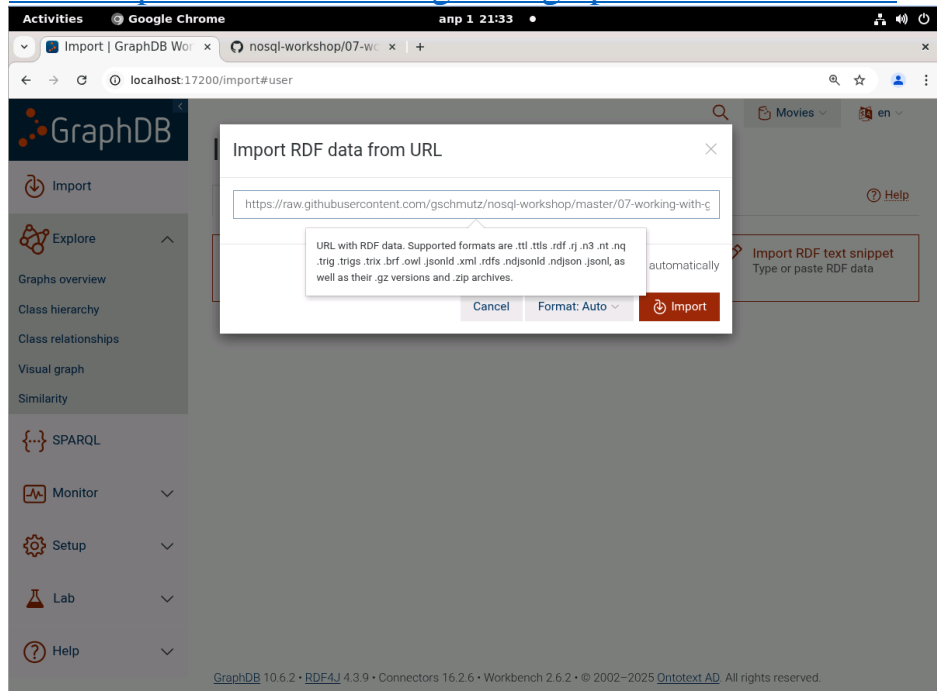 Activities Google Chrome апр 1 21:33
Import | GraphDB Wor × nosql-workshop/07-wo × +
localhost:17200/import#user
GraphDB
Movies en
Import RDF data from URL
Import
Help
https://raw.githubusercontent.com/gschmutz/nosql-workshop/master/07-working-with-g
Explore
URL with RDF data. Supported formats are .ttl .ttls .rdf .rj .n3 .nt .nq
.trig .trigs .trix .brf .owl .jsonld .xml .rdfs .ndjsonld .ndjson .jsonl, as
well as their .gz versions and .zip archives.
automatically
Import RDF text snippet
Type or paste RDF data
Graphs overview
Class hierarchy
Cancel Format: Auto Import
Class relationships
Visual graph
Similarity
SPARQL
Monitor
Setup
Lab
Help
GraphDB 10.6.2 • RDF4J 4.3.9 • Connectors 16.2.6 • Workbench 2.6.2 • © 2002–2025 Ontotext AD. All rights reserved.